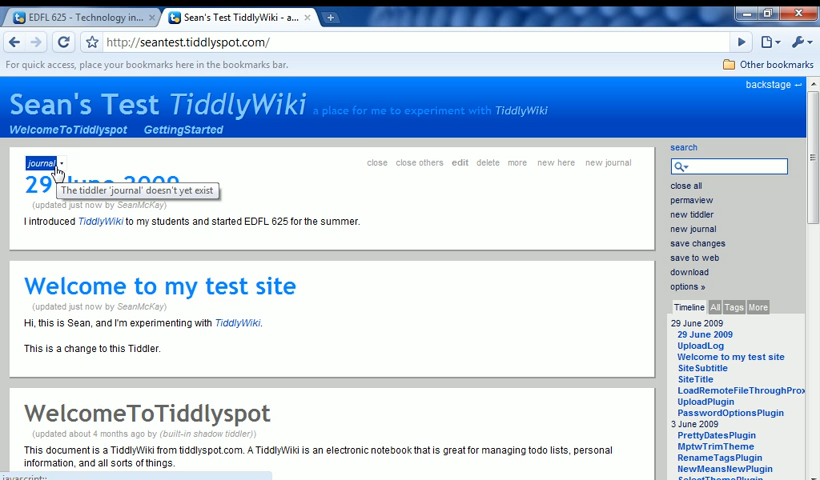 EDFL 625 - Technology in...
Sean's Test TiddlyWiki - a...
http://seantest.tiddlyspot.com/
For quick access, place your bookmarks here in the bookmarks bar.
Other bookmarks
backstage
Sean's Test TiddlyWiki a place for me to experiment with TiddlyWiki
WelcomeToTiddlyspot GettingStarted
journal
close close others edit delete more new here new journal
29 June 2009
The tiddler 'journal' doesn't yet exist
(updated just now by SeanMcKay)
I introduced TiddlyWiki to my students and started EDFL 625 for the summer.
Welcome to my test site
(updated just now by SeanMcKay)
Hi, this is Sean, and I'm experimenting with TiddlyWiki.
This is a change to this Tiddler.
WelcomeToTiddlyspot
(updated about 4 months ago by (built-in shadow tiddler))
This document is a TiddlyWiki from tiddlyspot.com. A TiddlyWiki is an electronic notebook that is great for managing todo lists, personal
information, and all sorts of things.
search
close all
permaview
new tiddler
new journal
save changes
save to web
download
options »
Timeline All Tags More
29 June 2009
29 June 2009
UploadLog
Welcome to my test site
SiteSubtitle
SiteTitle
LoadRemoteFileThroughProx
UploadPlugin
PasswordOptionsPlugin
3 June 2009
PrettyDatesPlugin
MptwTrimTheme
RenameTagsPlugin
NewMeansNewPlugin
SelectThemePlugin
javascript:;